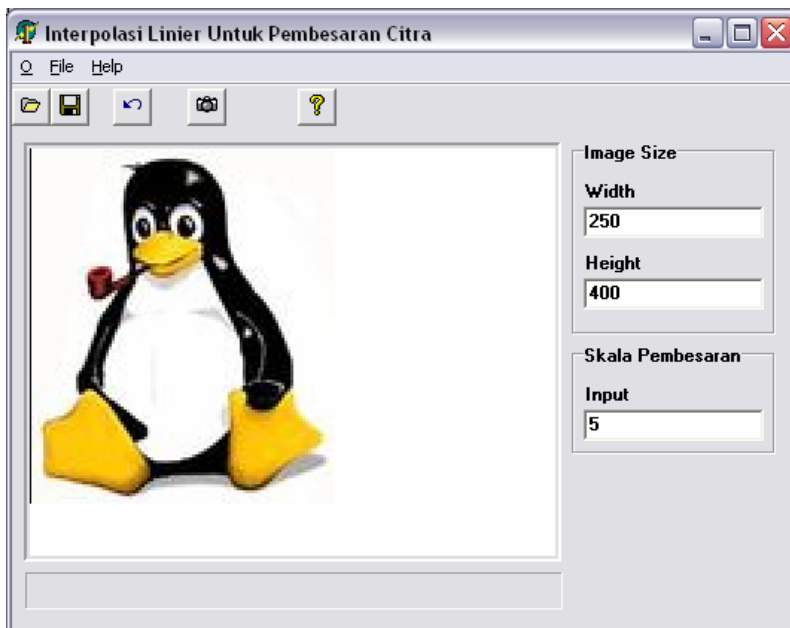 Interpolasi Linier Untuk Pembesaran Citra
O File Help
Image Size
Width
250
Height
400
Skala Pembesaran
Input
5